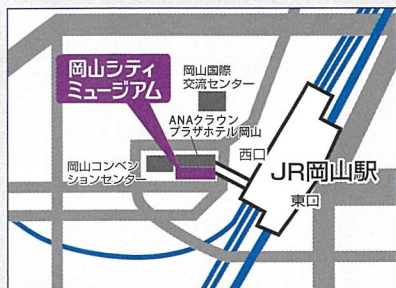 岡山シティ
ミュージアム
岡山国際
交流センター
ANAクラウン
プラザホテル岡山
岡山コンベン
ションセンター
西口
JR岡山駅
東口